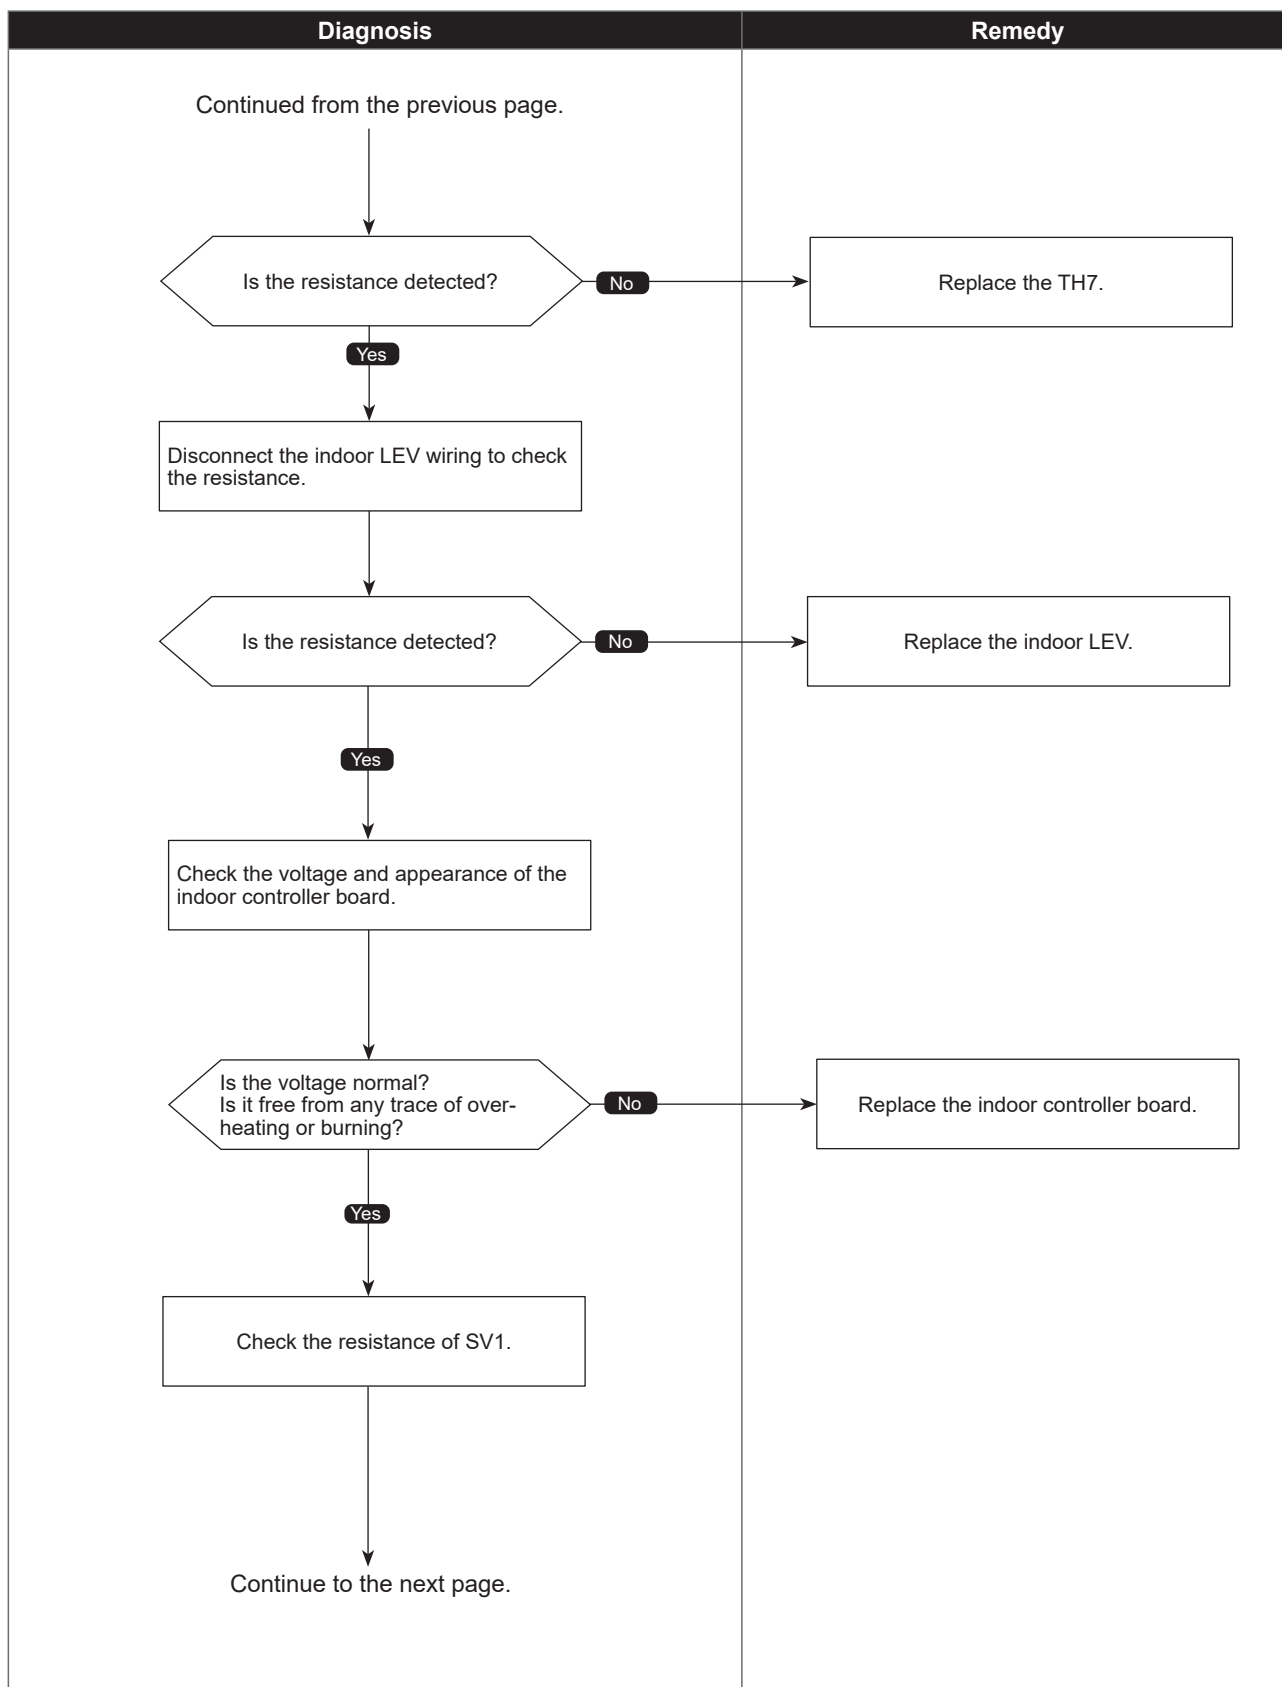 Diagnosis
Remedy
Continued from the previous page.
Is the resistance detected?
No
Replace the TH7.
Yes
Disconnect the indoor LEV wiring to check
the resistance.
Is the resistance detected?
No
Replace the indoor LEV.
Yes
Check the voltage and appearance of the
indoor controller board.
Is the voltage normal?
Is it free from any trace of over-
heating or burning?
No
Replace the indoor controller board.
Yes
Check the resistance of SV1.
Continue to the next page.